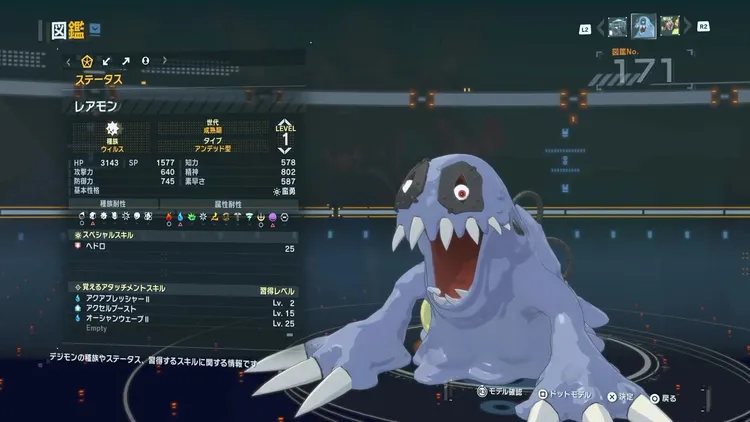 図鑑
L2
R2
図鑑No.
171
ステータス
レアモン
種族
ウィルス
世代
成熟期
タイプ
アンデッド型
LEVEL
1
HP 3143 SP 1577 知力 578
攻撃力 640 精神 802
防御力 745 素早さ 587
基本性格 蛮勇
種族耐性 属性耐性
スペシャルスキル
ヘドロ 25
覚えるアタッチメントスキル 習得レベル
アクアプレッシャーII Lv. 2
アクセルブースト Lv. 15
オーシャンウェーブII Lv. 25
Empty
デジモンの種族やステータス、習得するスキルに関する情報です
モデル確認 ドットモデル 決定 戻る